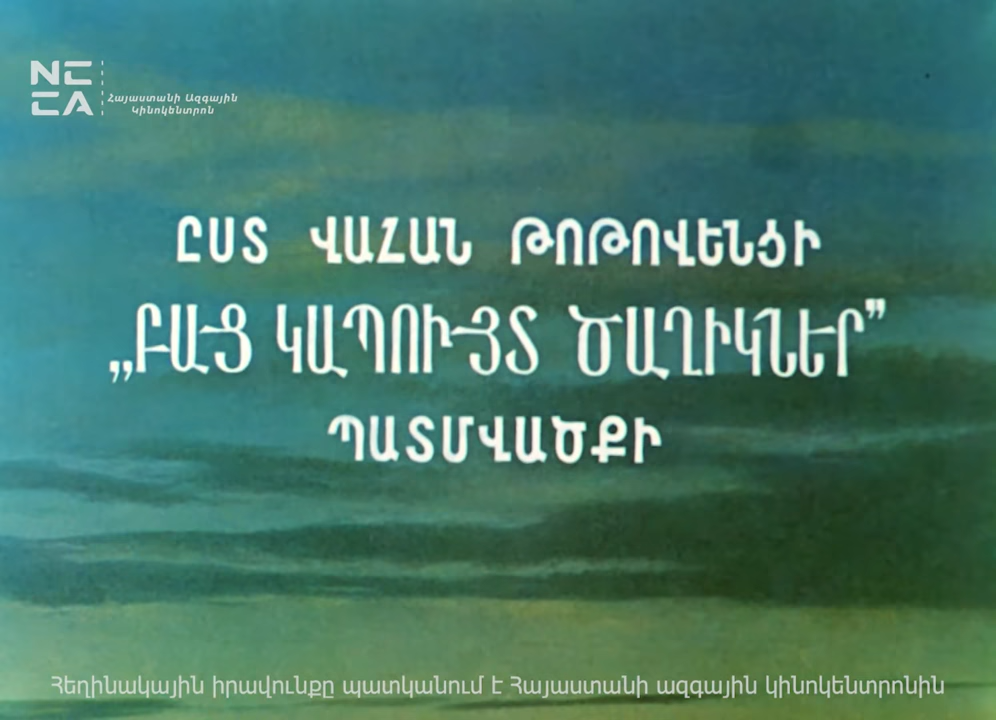 NC
CA
Հայաստանի Ազգային
Կինոկենտրոն
ԸՍՏ ՎԱՀԱՆ ԹՈԹՈՎԵՆՑԻ
„ԲԱՑ ԿԱՊՈՒՅՏ ԾԱՂԻԿՆԵՐ”
ՊԱՏՄՎԱԾՔԻ
Հեղինակային իրավունքը պատկանում է Հայաստանի ազգային կինոկենտրոնին